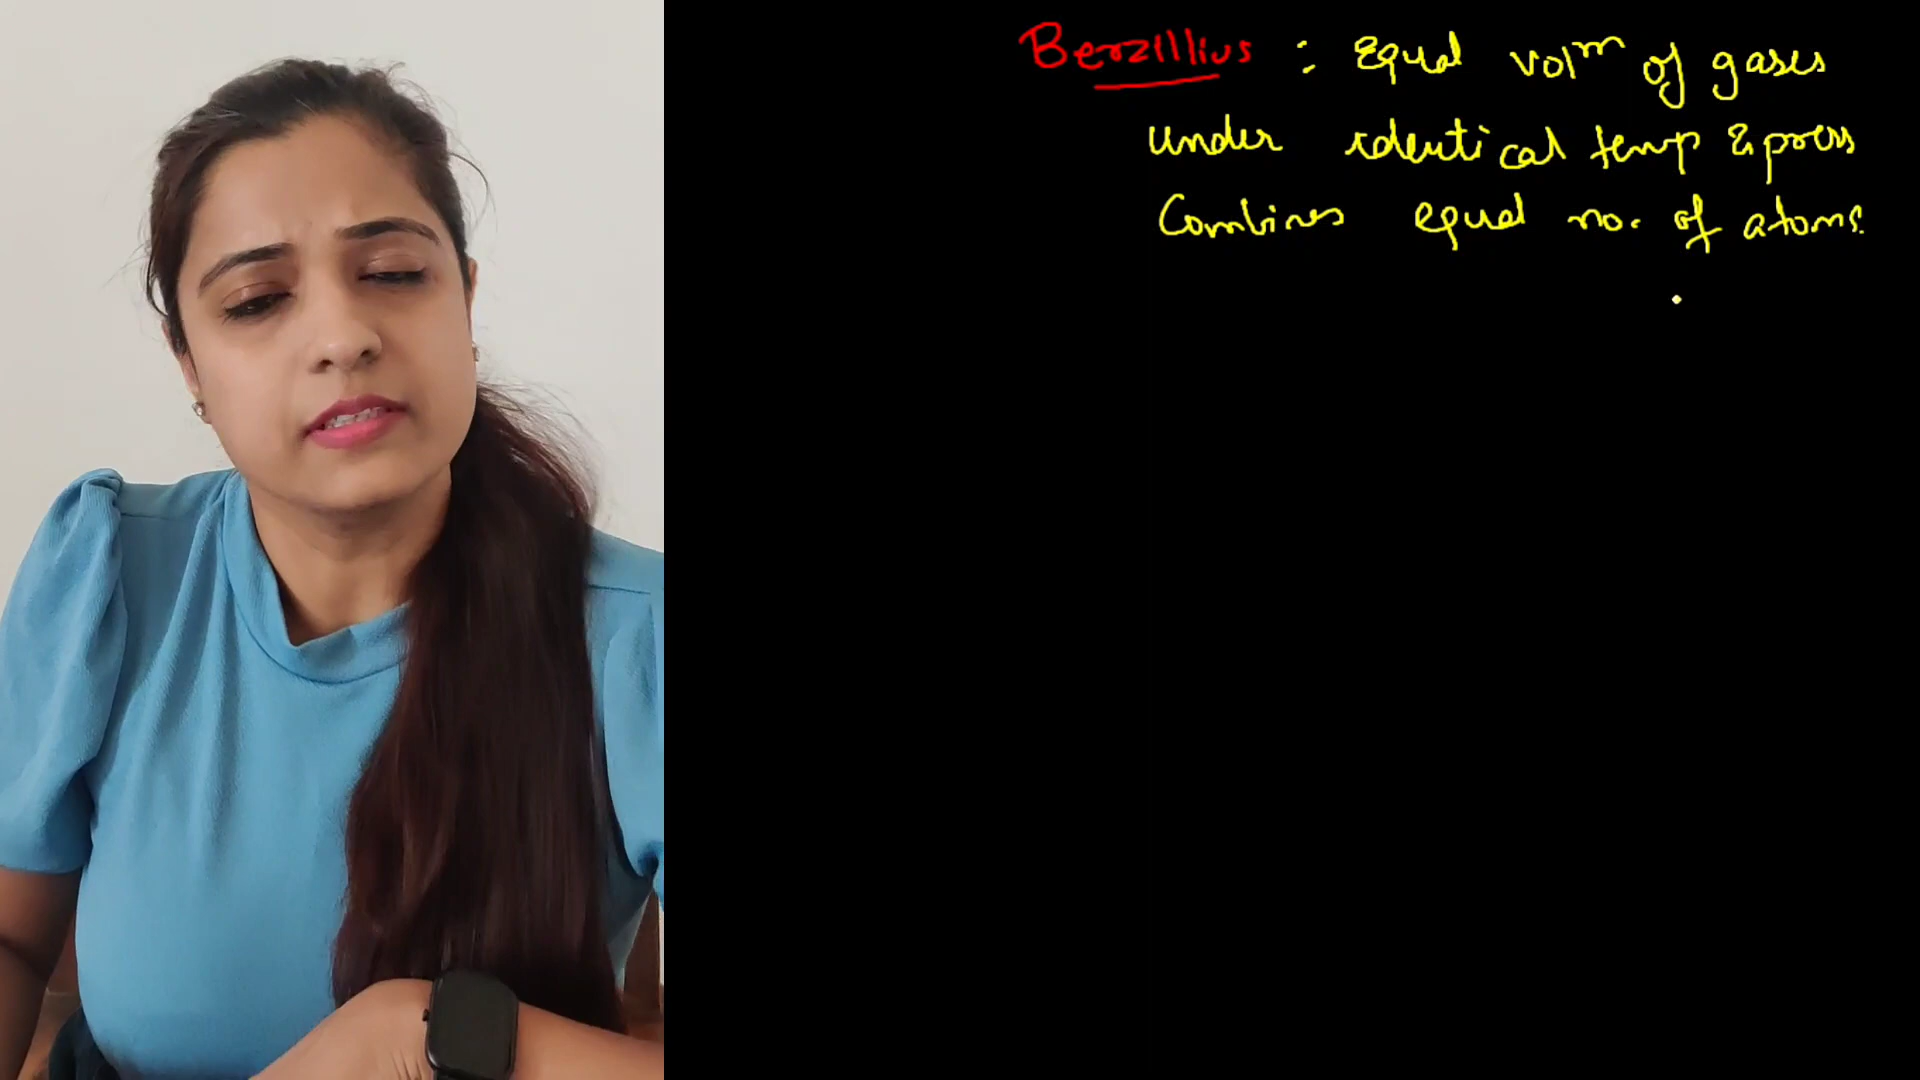 Berzillius : Equal volm of gases
under identical temp & press
Combines equal no. of atoms.